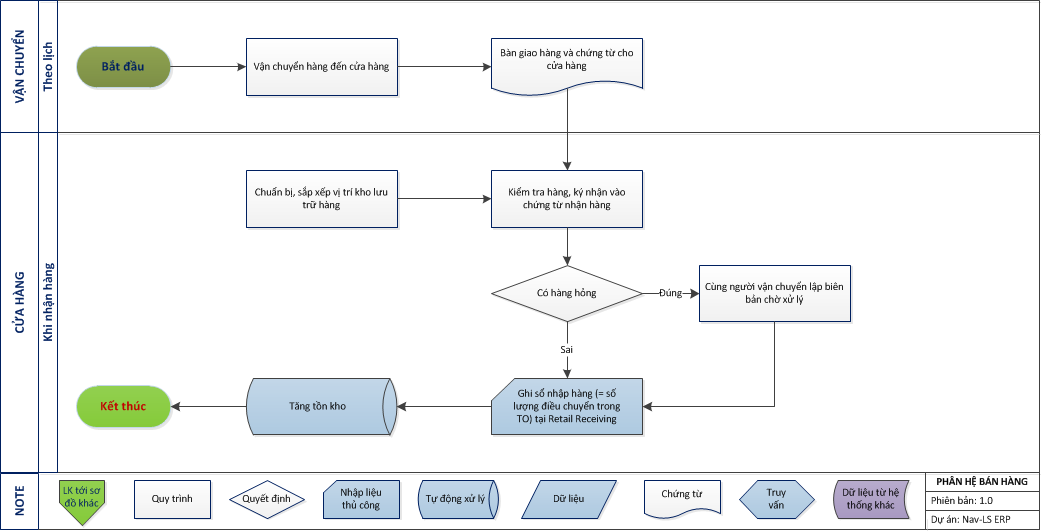 VẬN CHUYỂN
Theo lịch
Bắt đầu
Vận chuyển hàng đến cửa hàng
Bàn giao hàng và chứng từ cho
cửa hàng
CỬA HÀNG
Khi nhận hàng
Chuẩn bị, sắp xếp vị trí kho lưu
trữ hàng
Kiểm tra hàng, ký nhận vào
chứng từ nhận hàng
Có hàng hỏng
Đúng
Cùng người vận chuyển lập biên
bản chờ xử lý
Sai
Ghi sổ nhập hàng (= số
lượng điều chuyển trong
TO) tại Retail Receiving
Tăng tồn kho
Kết thúc
NOTE
LK tới sơ
đồ khác
Quy trình
Quyết định
Nhập liệu
thủ công
Tự động xử lý
Dữ liệu
Chứng từ
Truy
vấn
Dữ liệu từ hệ
thống khác
PHÂN HỆ BÁN HÀNG
Phiên bản: 1.0
Dự án: Nav-LS ERP